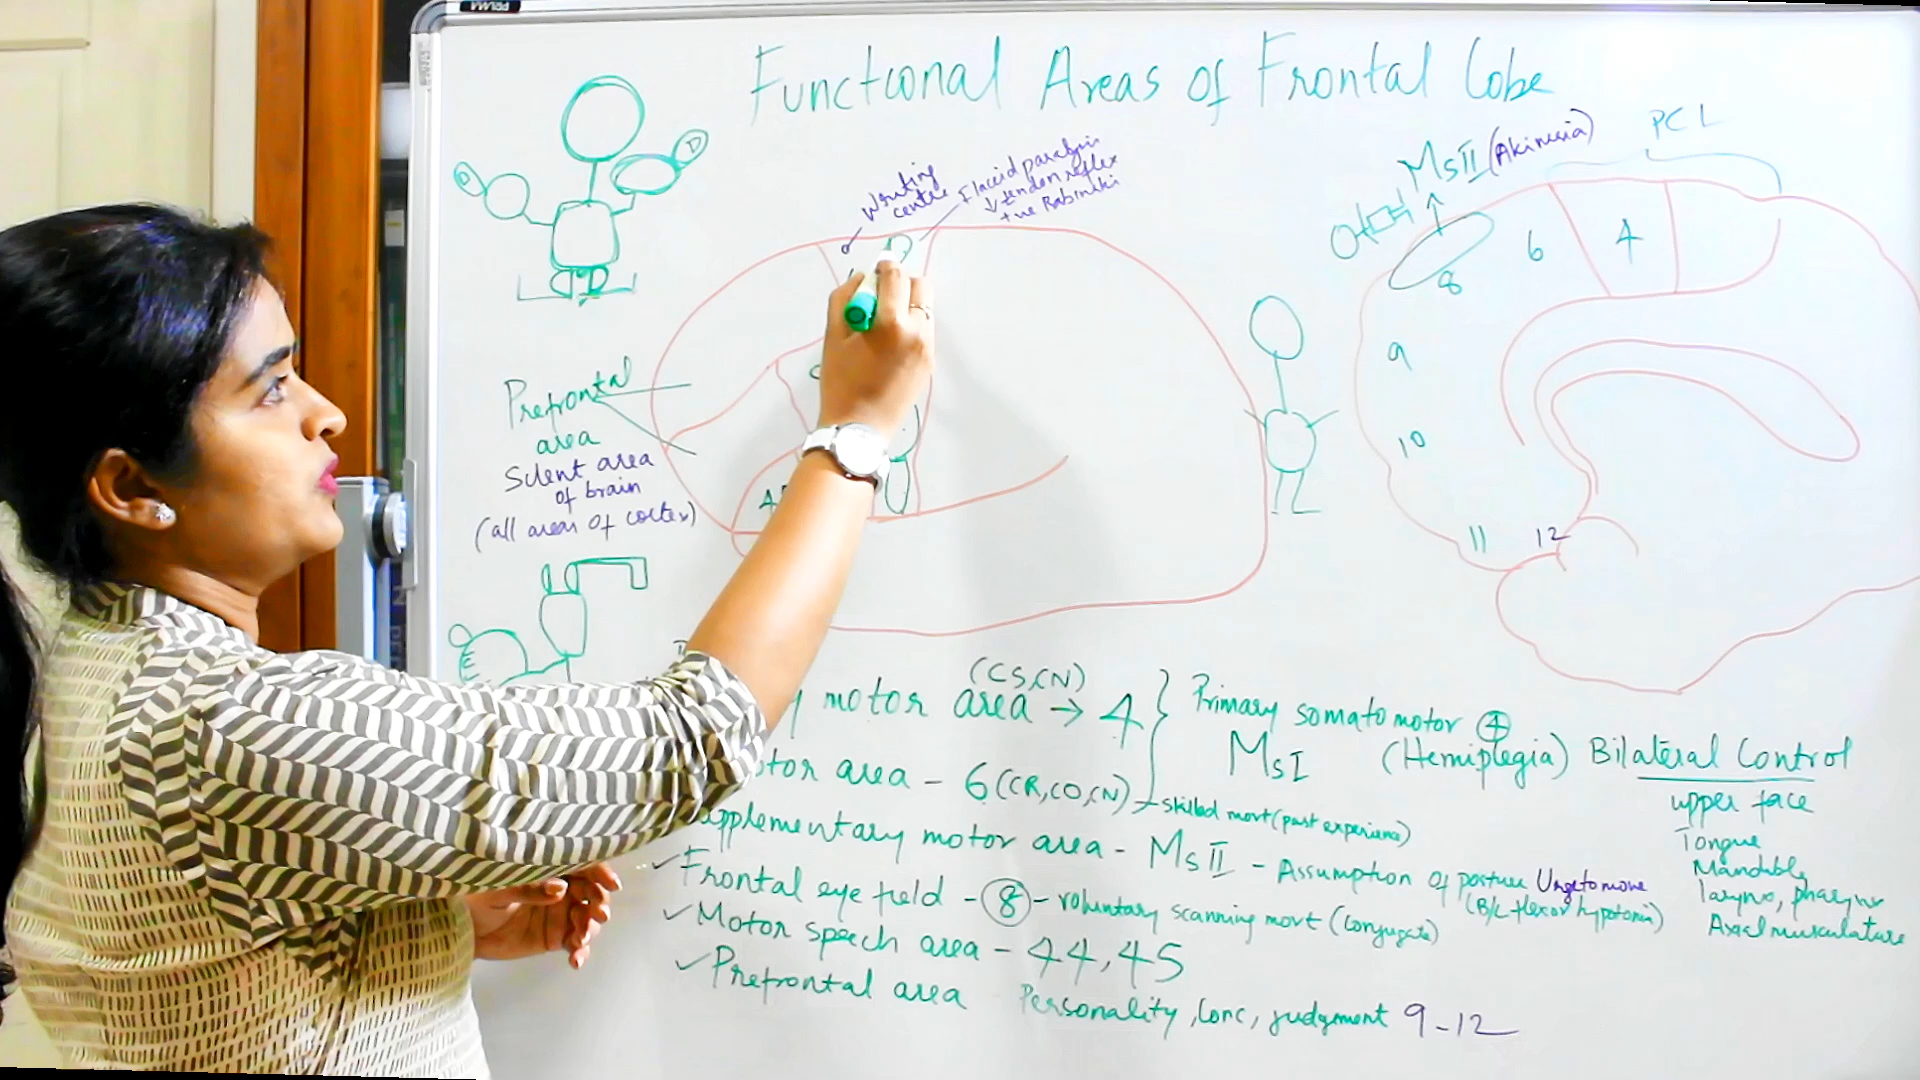 PRIMA
Functional Areas of Frontal Lobe
Writing
centre
Flaccid paralysis
↓ tendon reflex
+ve Babinski
PCL
MsII (Akinesia)
6
4
8
9
10
11
12
D
D
D
Prefrontal
area
Silent area
of brain
(all areas of cortex)
(CS,CN)
motor area → 4
Primary somatomotor 4
MsI
(Hemiplegia)
Bilateral Control
area - 6 (CR,CO,CN)
skilled movt (past experience)
upper face
Tongue
Mandible
larynx, pharynx
Axial musculature
supplementary motor area - MsII - Assumption of posture Urge to move
(B/L flexor hypotonia)
✓Frontal eye field - 8 - voluntary scanning movt (conjugate)
✓Motor speech area - 44,45
✓Prefrontal area Personality, conc, judgment 9-12